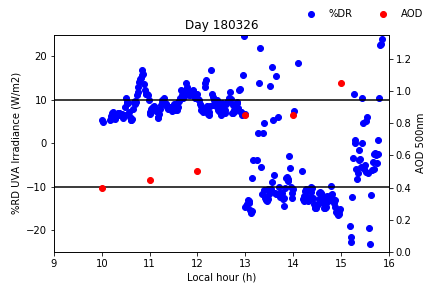 %DR AOD
Day 180326
%RD UVA Irradiance (W/m2)
20
10
0
−10
−20
1.2
1.0
0.8
0.6
0.4
0.2
0.0
AOD 500nm
9 10 11 12 13 14 15 16
Local hour (h)